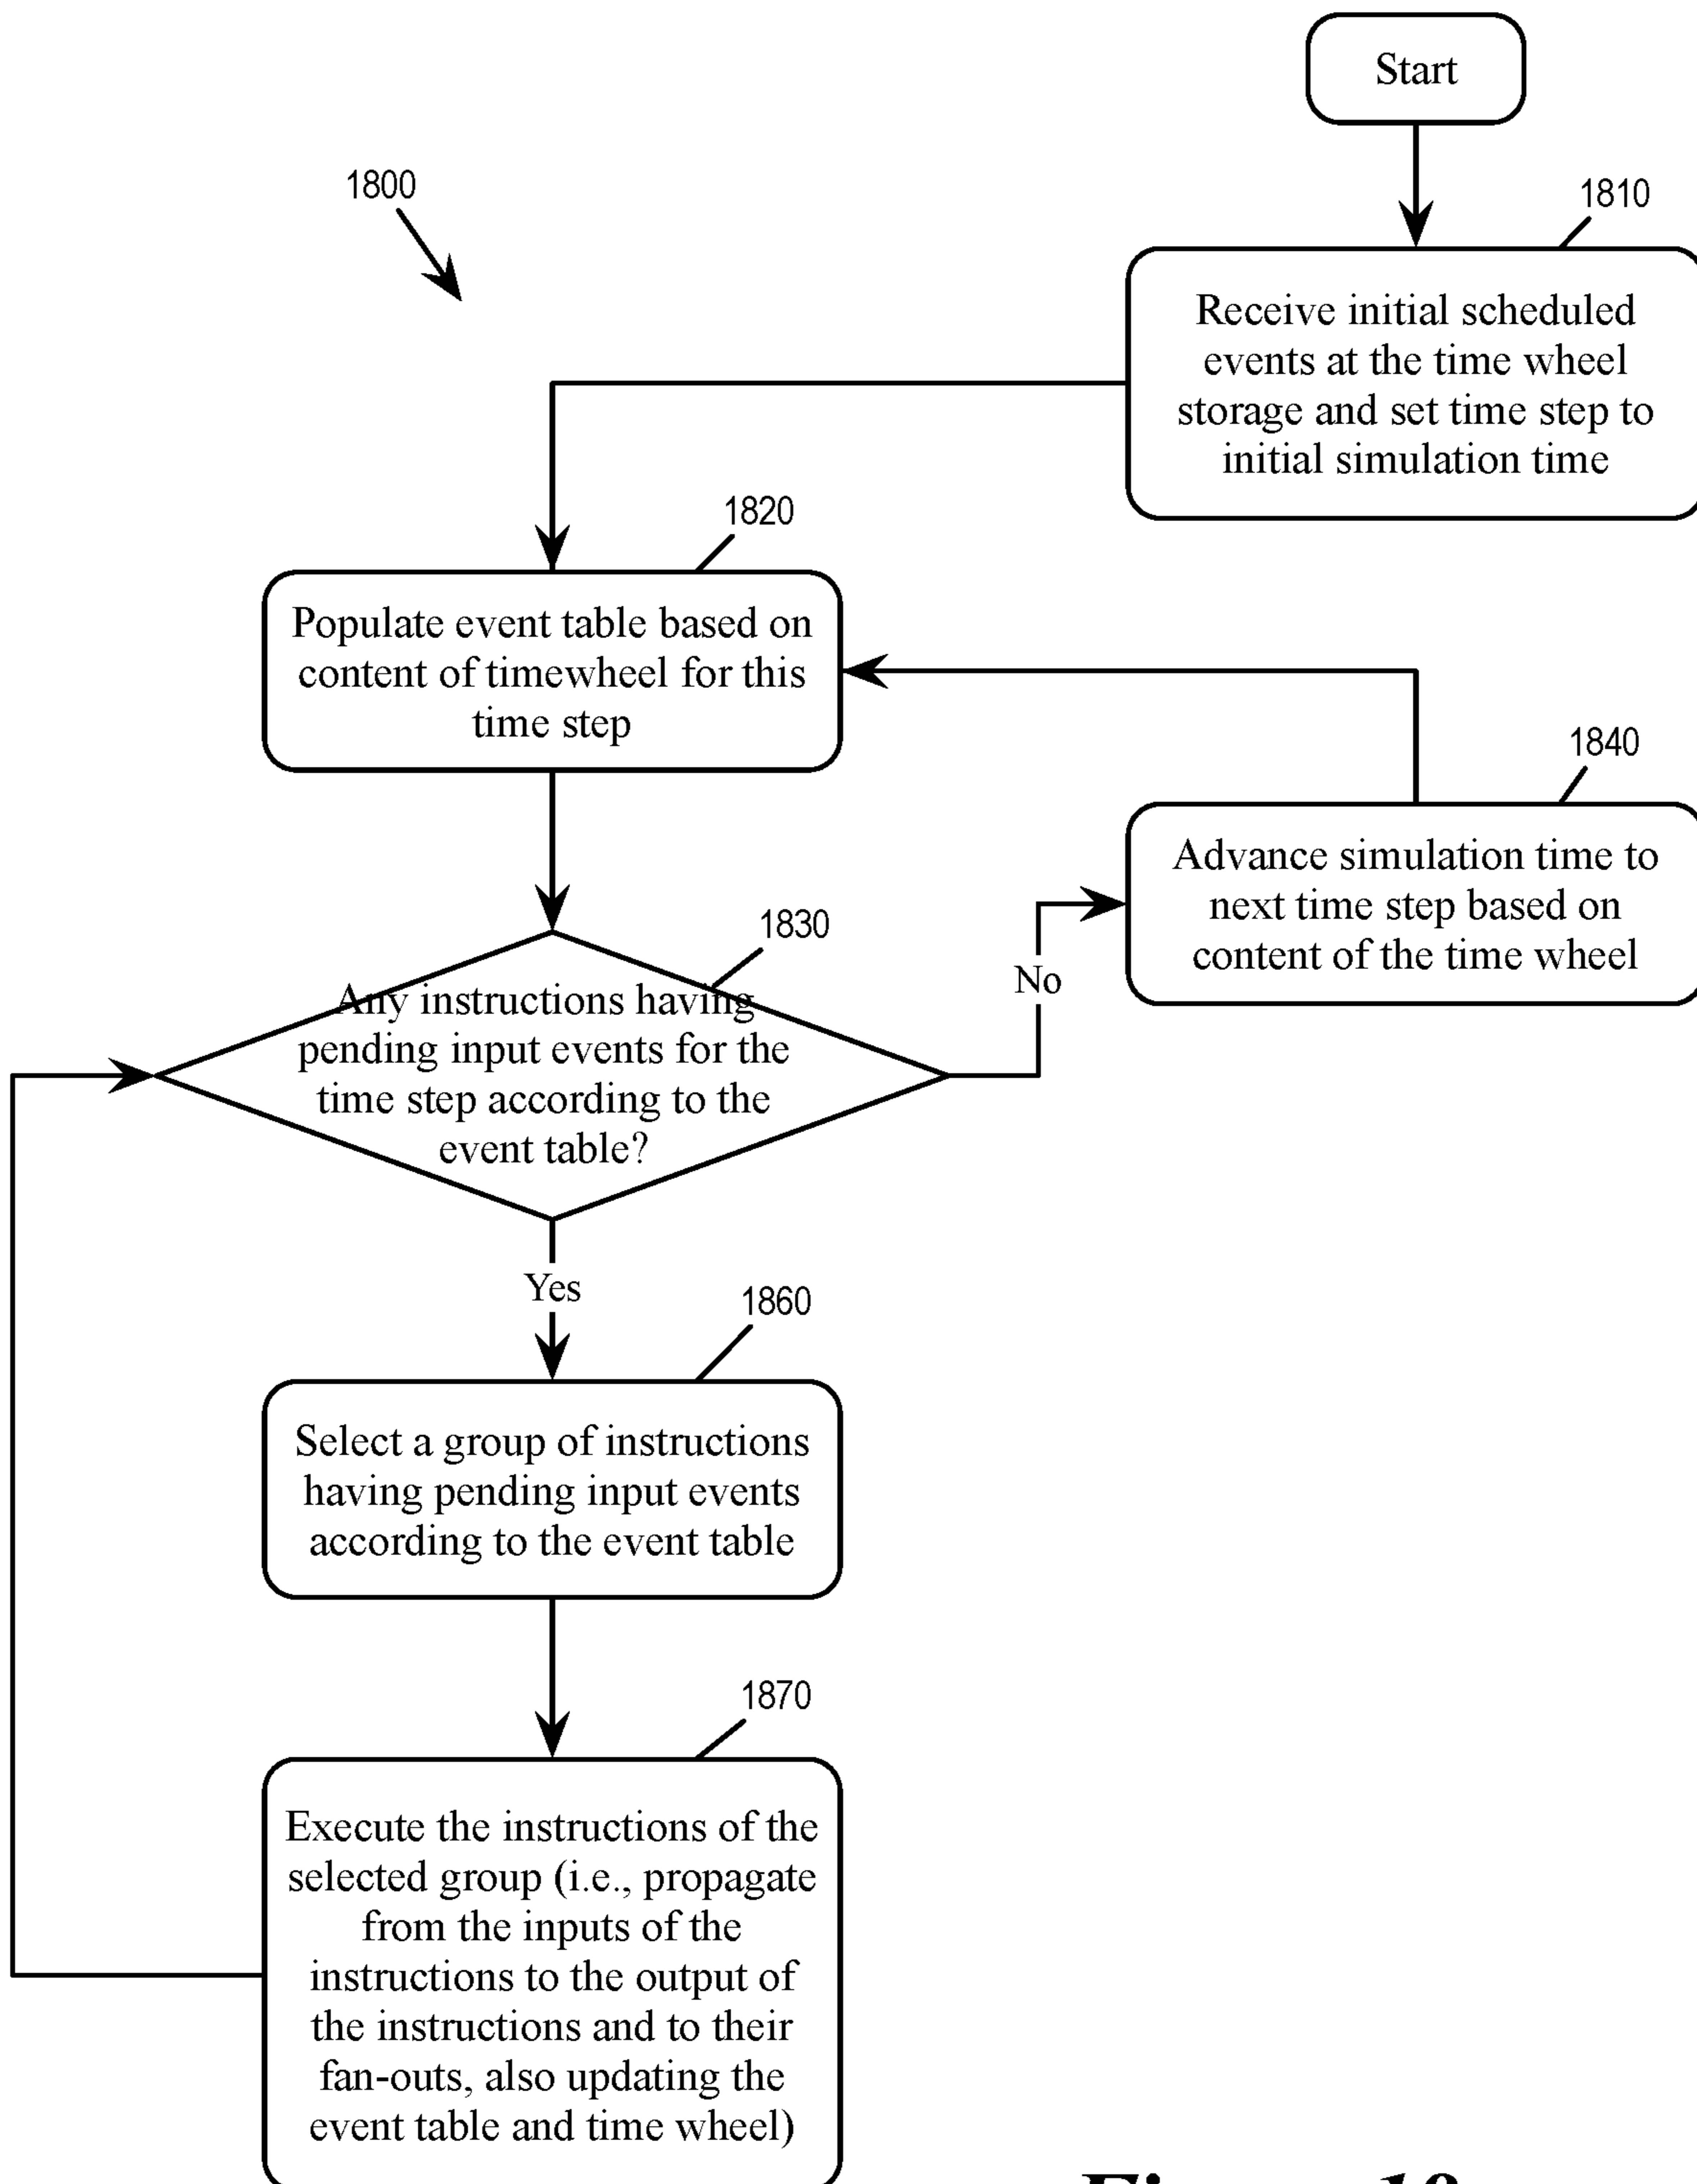 Start
1800
1810
Receive initial scheduled
events at the time wheel
storage and set time step to
initial simulation time
1820
Populate event table based on
content of timewheel for this
time step
1840
Advance simulation time to
next time step based on
content of the time wheel
1830
Any instructions having
pending input events for the
time step according to the
event table?
No
Yes
1860
Select a group of instructions
having pending input events
according to the event table
1870
Execute the instructions of the
selected group (i.e., propagate
from the inputs of the
instructions to the output of
the instructions and to their
fan-outs, also updating the
event table and time wheel)